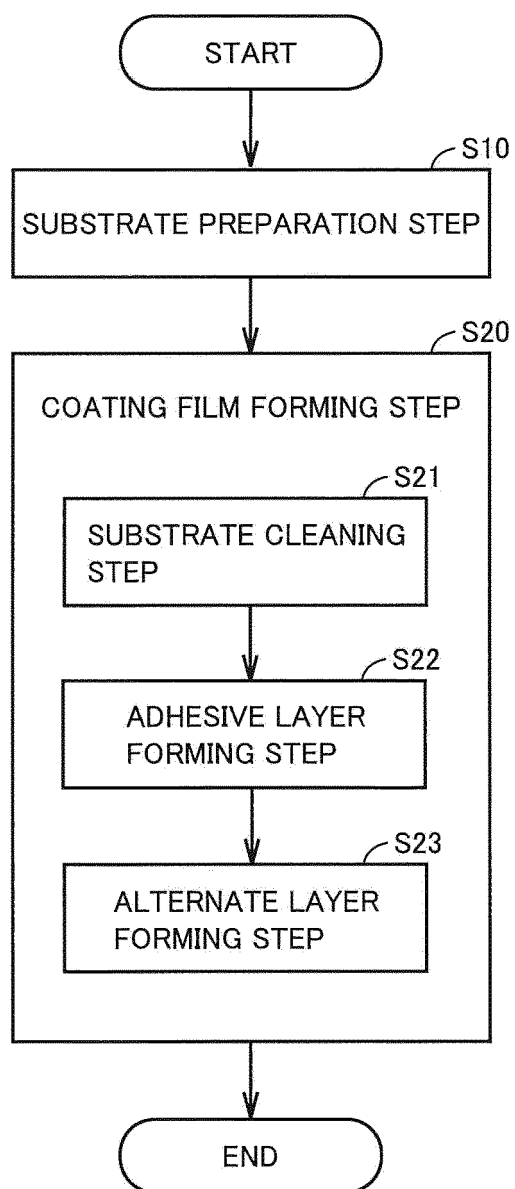 START
S10
SUBSTRATE PREPARATION STEP
S20
COATING FILM FORMING STEP
S21
SUBSTRATE CLEANING
STEP
S22
ADHESIVE LAYER
FORMING STEP
S23
ALTERNATE LAYER
FORMING STEP
END